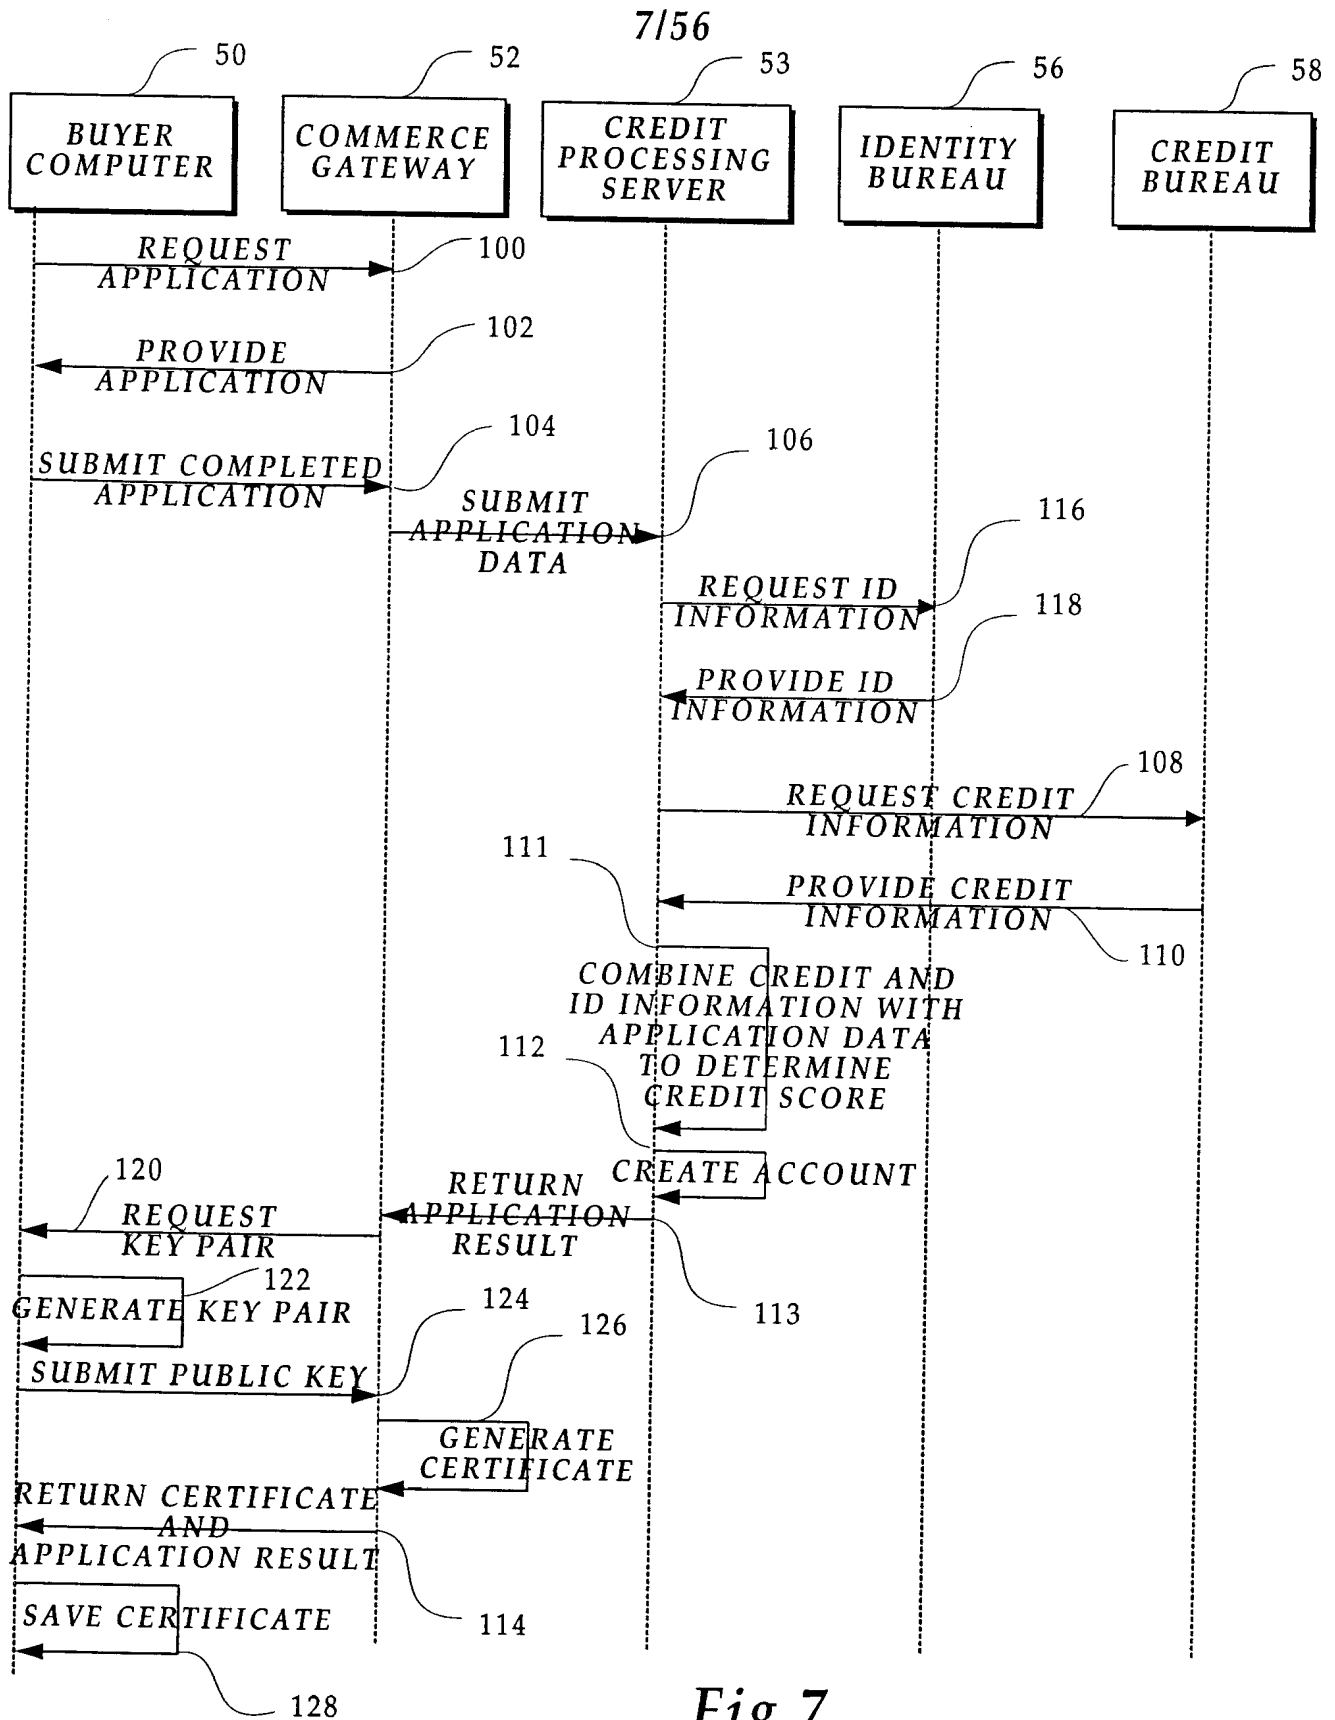 7/56
50
52
53
56
58
BUYER
COMPUTER
COMMERCE
GATEWAY
CREDIT
PROCESSING
SERVER
IDENTITY
BUREAU
CREDIT
BUREAU
REQUEST
APPLICATION
100
PROVIDE
APPLICATION
102
SUBMIT COMPLETED
APPLICATION
104
SUBMIT
APPLICATION
DATA
106
REQUEST ID
INFORMATION
116
PROVIDE ID
INFORMATION
118
REQUEST CREDIT
INFORMATION
108
PROVIDE CREDIT
INFORMATION
110
111
COMBINE CREDIT AND
ID INFORMATION WITH
APPLICATION DATA
TO DETERMINE
CREDIT SCORE
112
CREATE ACCOUNT
RETURN
APPLICATION
RESULT
113
120
REQUEST
KEY PAIR
122
GENERATE KEY PAIR
SUBMIT PUBLIC KEY
124
126
GENERATE
CERTIFICATE
RETURN CERTIFICATE
AND
APPLICATION RESULT
114
SAVE CERTIFICATE
128
Fig. 7